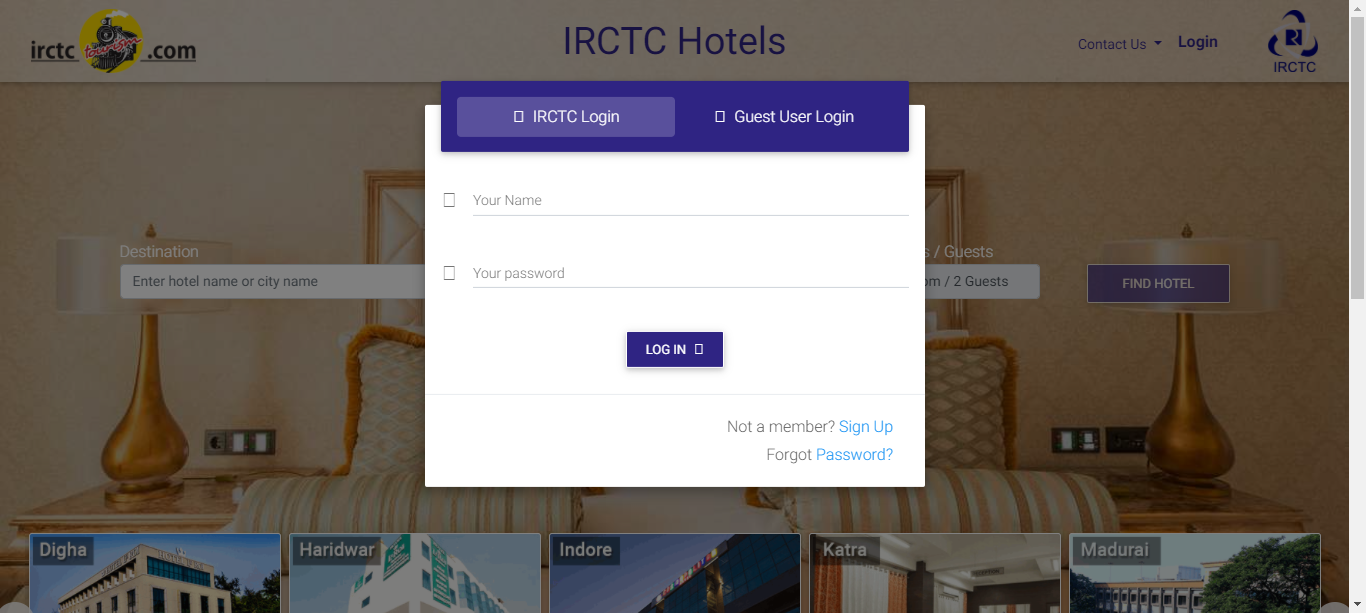 irctc tourism .com
IRCTC Hotels
Contact Us
Login
IRCTC
IRCTC Login
Guest User Login
Your Name
Your password
LOG IN
Not a member? Sign Up
Forgot Password?
Destination
/ Guests
Enter hotel name or city name
/ 2 Guests
FIND HOTEL
Digha
Haridwar
Indore
Katra
Madurai